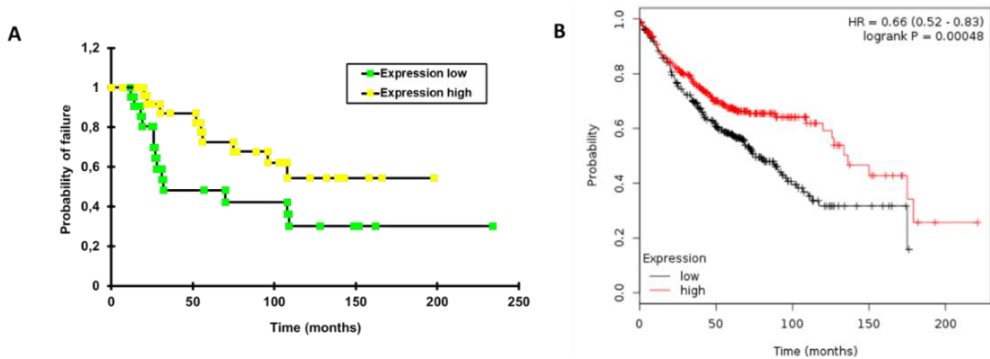 A
Probability of failure
1,2
1
0,8
0,6
0,4
0,2
0
0
50
100
150
200
250
Time (months)
Expression low
Expression high
B
HR = 0.66 (0.52 - 0.83)
logrank P = 0.00048
Probability
1.0
0.8
0.6
0.4
0.2
0.0
Expression
low
high
0
50
100
150
200
Time (months)